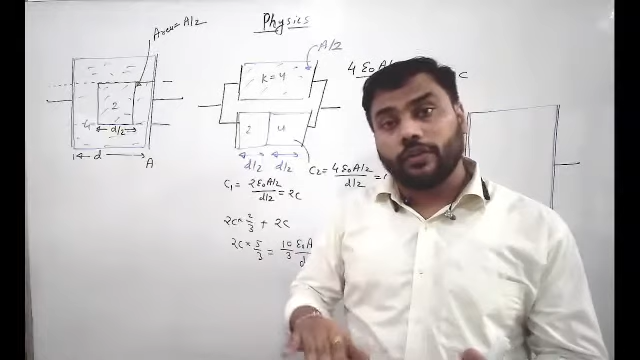 Physics
Area = A/2
A/2
4 ε₀ A/
C
K = 4
2
4
d/2
d
A
2
4
d/2
d/2
C₁ = 2ε₀A/2 / d/2 = 2C
C₂ = 4ε₀A/2 / d/2 =
2C × 2/3 + 2C
2C × 5/3 = 10/3 ε₀A / d